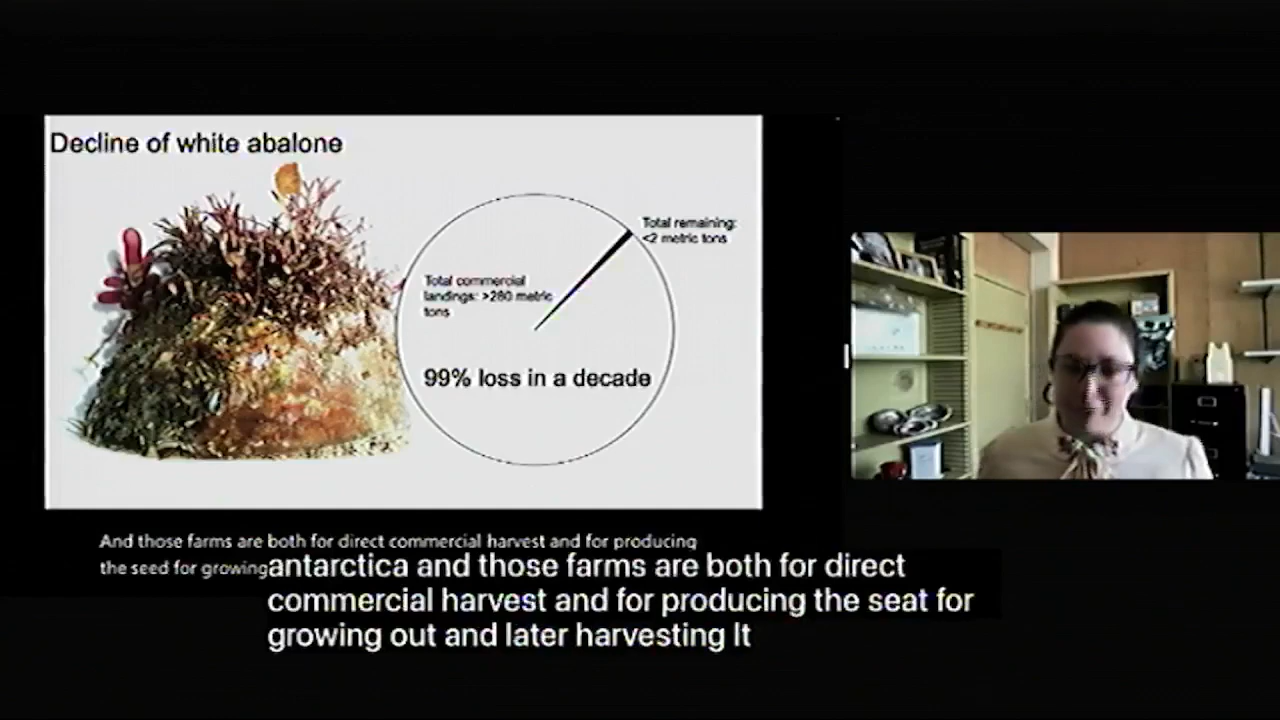 Decline of white abalone
Total remaining:
<2 metric tons
Total commercial
landings: >280 metric
tons
99% loss in a decade
And those farms are both for direct commercial harvest and for producing
the seed for growing
antarctica and those farms are both for direct
commercial harvest and for producing the seat for
growing out and later harvesting It